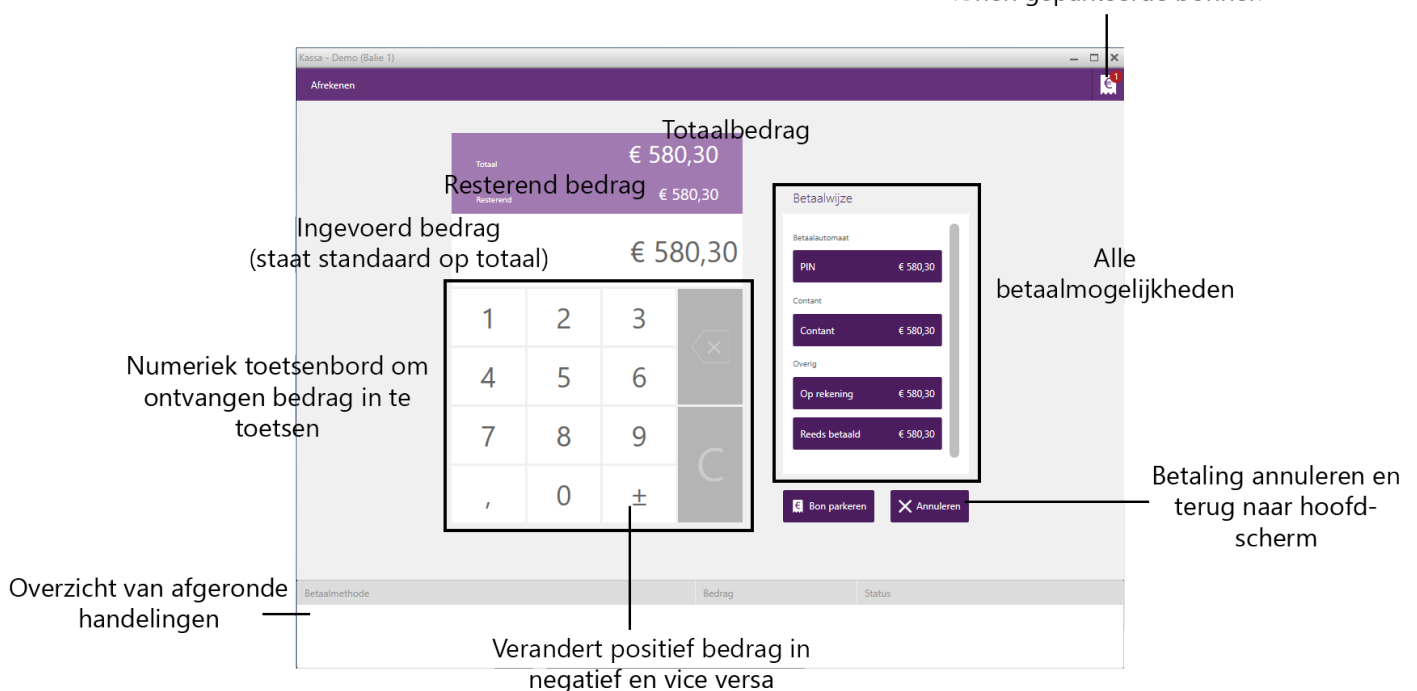 Kassa - Demo (Balie 1)
Afrekenen
1
€
Totaalbedrag
Totaal
€ 580,30
Resterend bedrag
Resterend
€ 580,30
Ingevoerd bedrag
(staat standaard op totaal)
€ 580,30
1 2 3
4 5 6
7 8 9
C
, 0 ±
Numeriek toetsenbord om
ontvangen bedrag in te
toetsen
Betaalwijze
Betaalautomaat
PIN € 580,30
Contant
Contant € 580,30
Overig
Op rekening € 580,30
Reeds betaald € 580,30
Alle
betaalmogelijkheden
€ Bon parkeren
Annuleren
Betaling annuleren en
terug naar hoofd-
scherm
Overzicht van afgeronde
handelingen
Betaalmethode Bedrag Status
Verandert positief bedrag in
negatief en vice versa